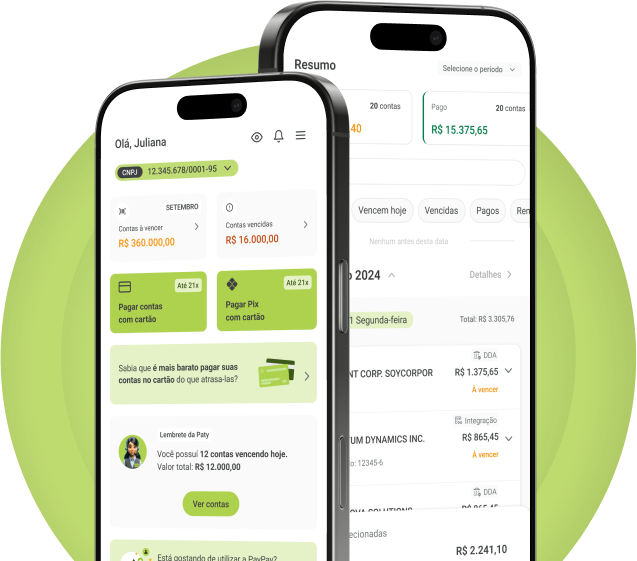 Olá, Juliana
CNPJ 12.345.678/0001-95
SETEMBRO
Contas à vencer
R$ 360.000,00
Contas vencidas
R$ 16.000,00
Até 21x
Pagar contas
com cartão
Até 21x
Pagar Pix
com cartão
Sabia que é mais barato pagar suas
contas no cartão do que atrasa-las?
Lembrete da Paty
Você possuí 12 contas vencendo hoje.
Valor total: R$ 12.000,00
Ver contas
Está gostando de utilizar a PayPay?
Resumo
Selecione o período
20 contas
40
Pago
20 contas
R$ 15.375,65
Vencem hoje
Vencidas
Pagos
Ren
Nenhum antes desta data
o 2024
Detalhes
1 Segunda-feira
Total: R$ 3.305,76
DDA
NT CORP. SOYCORPOR
R$ 1.375,65
À vencer
Integração
TUM DYNAMICS INC.
R$ 865,45
À vencer
to: 12345-6
DDA
OVA SOLUTIONS
R$ 865,45
ecionadas
R$ 2.241,10